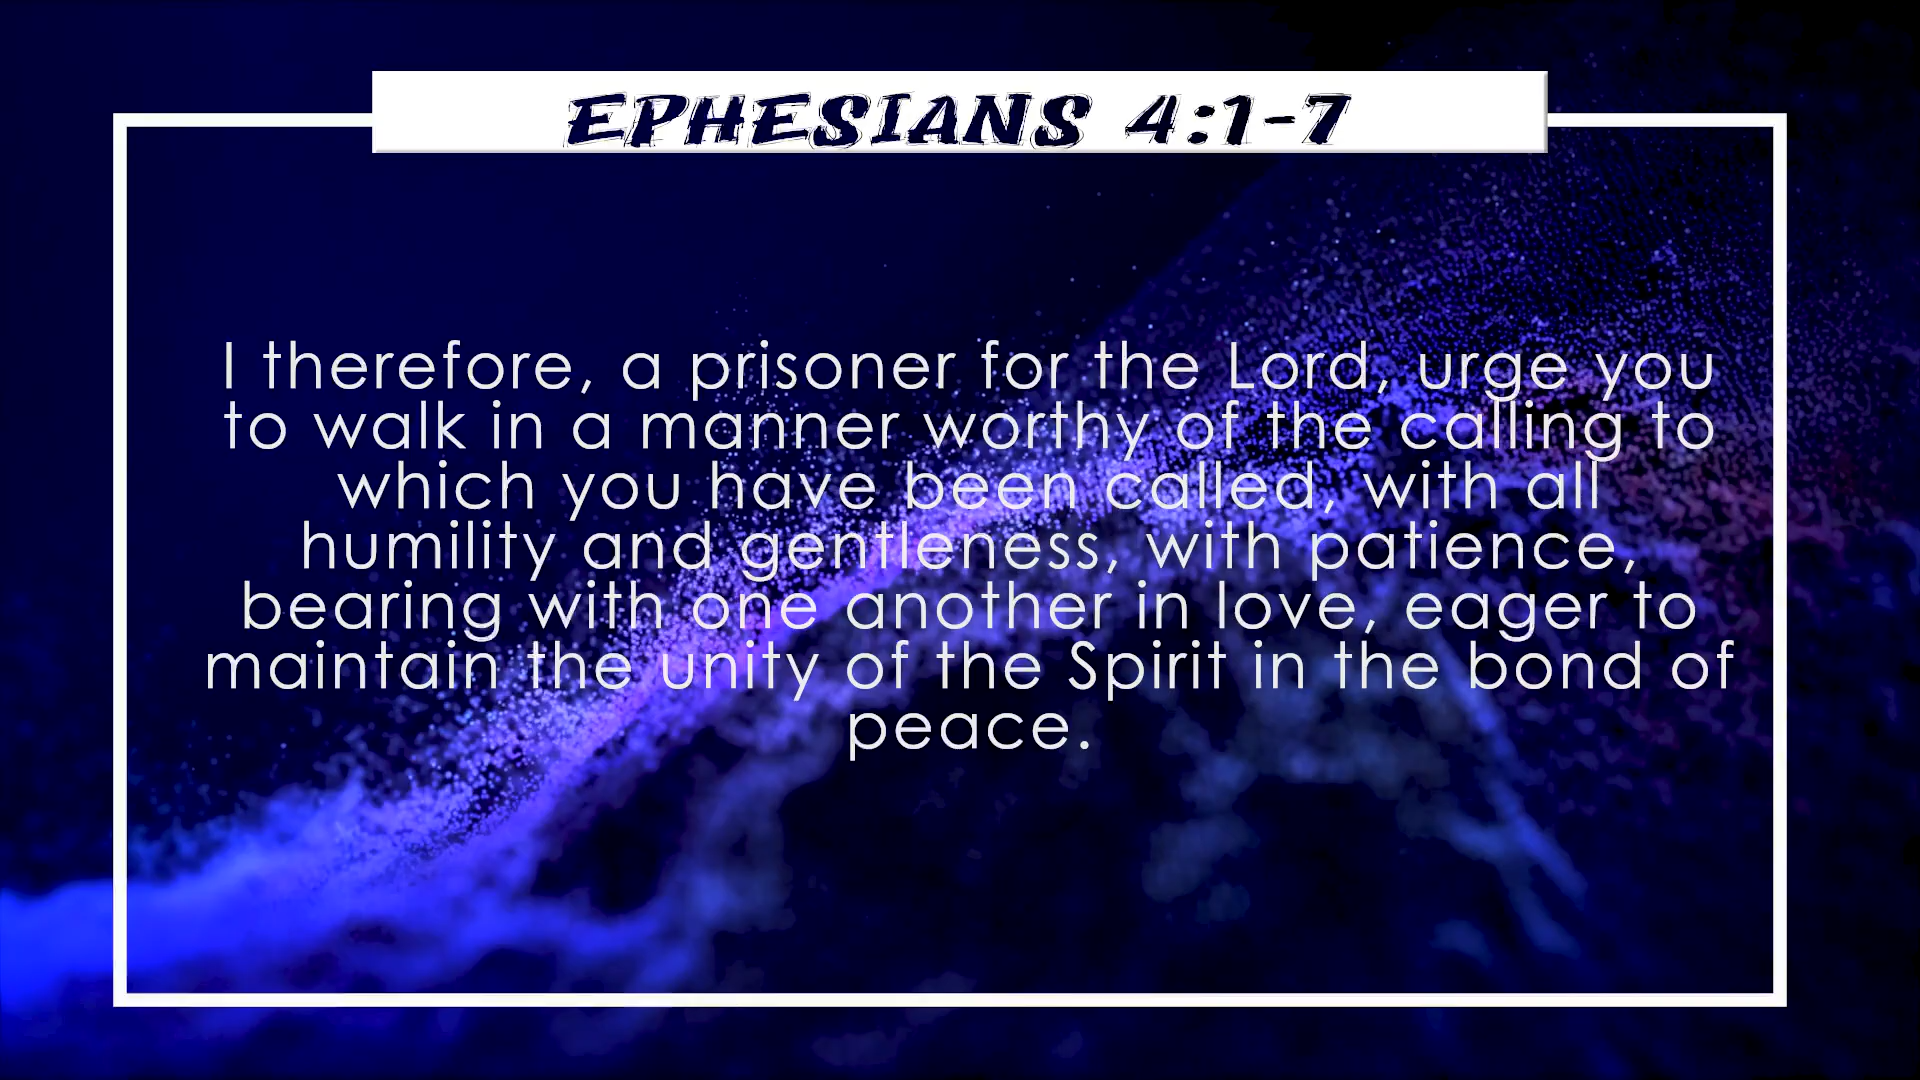 EPHESIANS 4:1-7
I therefore, a prisoner for the Lord, urge you
to walk in a manner worthy of the calling to
which you have been called, with all
humility and gentleness, with patience,
bearing with one another in love, eager to
maintain the unity of the Spirit in the bond of
peace.